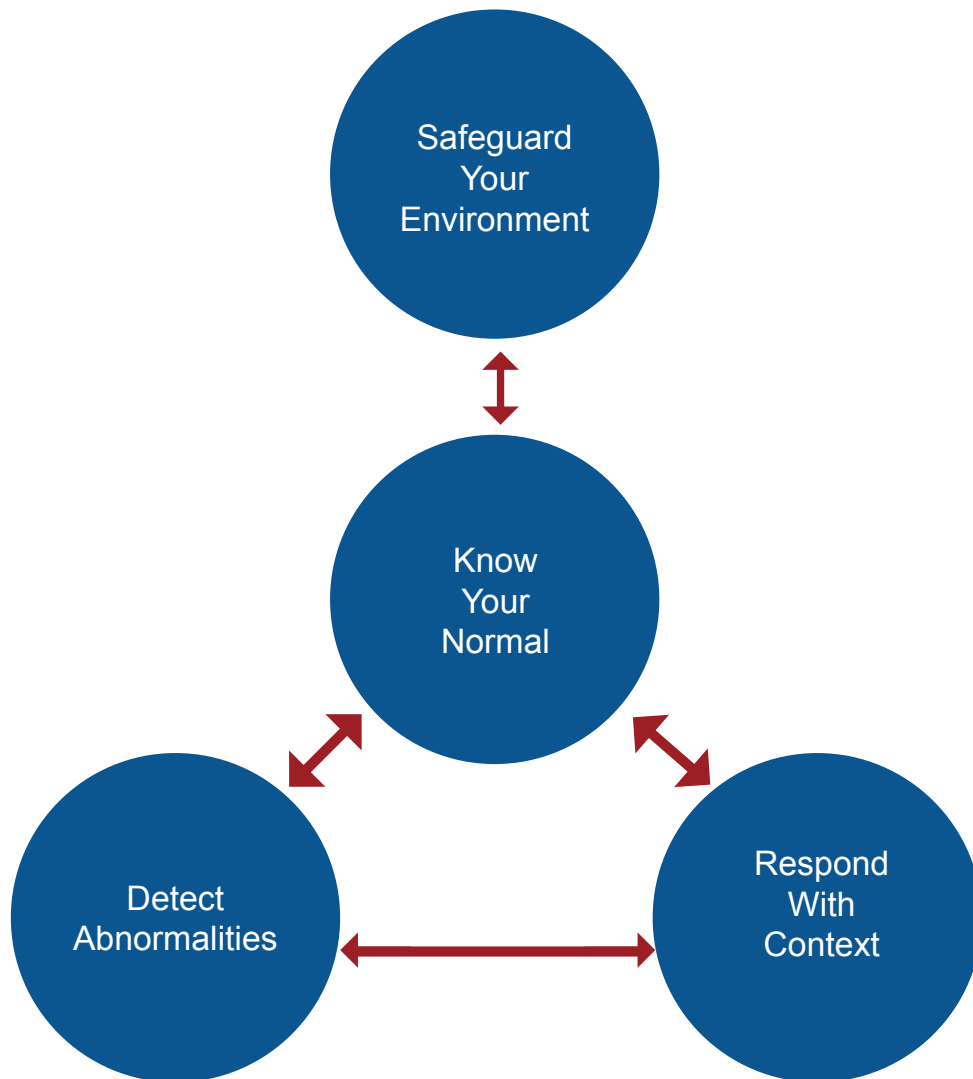 Safeguard
Your
Environment
Know
Your
Normal
Detect
Abnormalities
Respond
With
Context